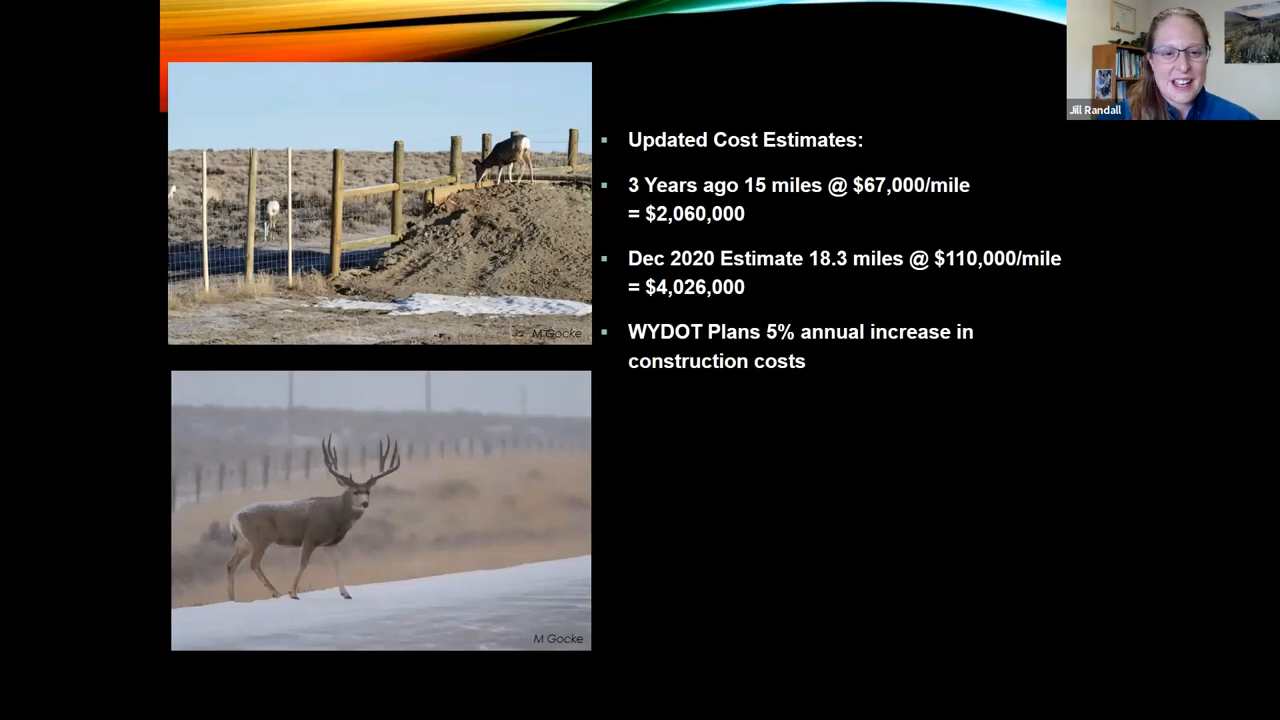 Jill Randall
Updated Cost Estimates:
3 Years ago 15 miles @ $67,000/mile
= $2,060,000
Dec 2020 Estimate 18.3 miles @ $110,000/mile
= $4,026,000
WYDOT Plans 5% annual increase in
construction costs
M Gocke
M Gocke